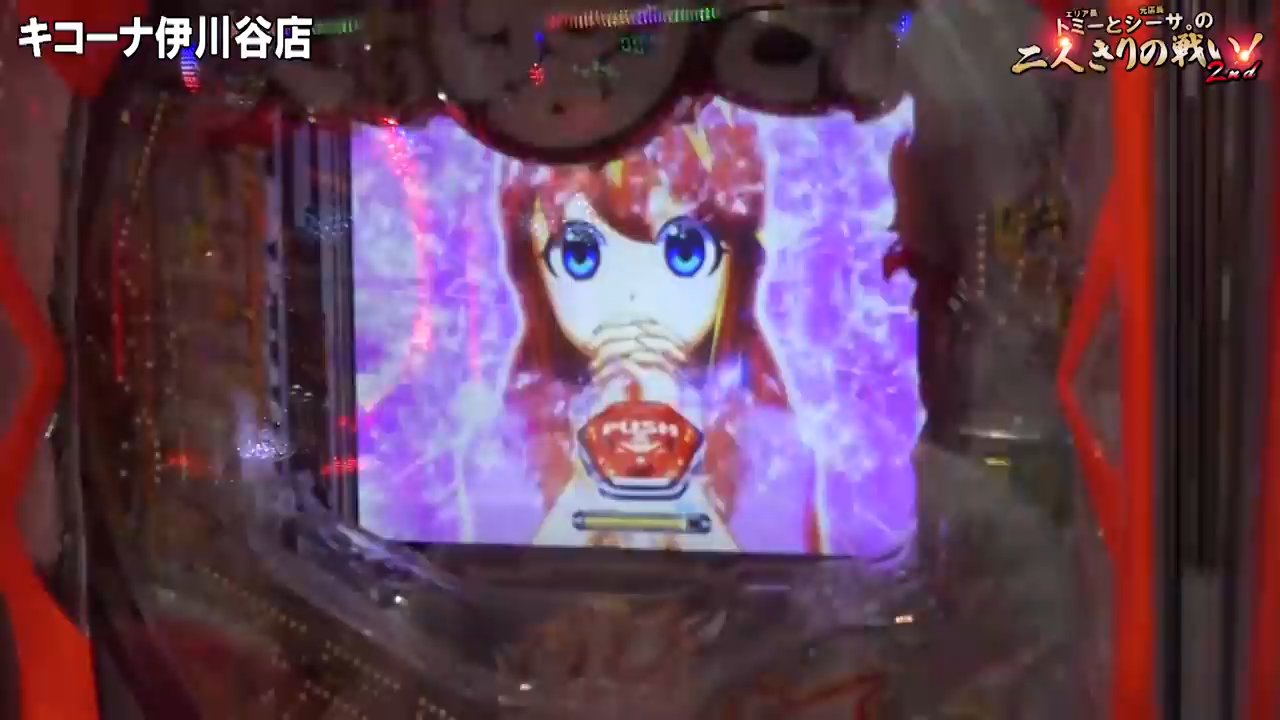 キコーナ伊川谷店
エリア長 元店長
トミーとシーサ。の
二人きりの戦いV
2nd
PUSH